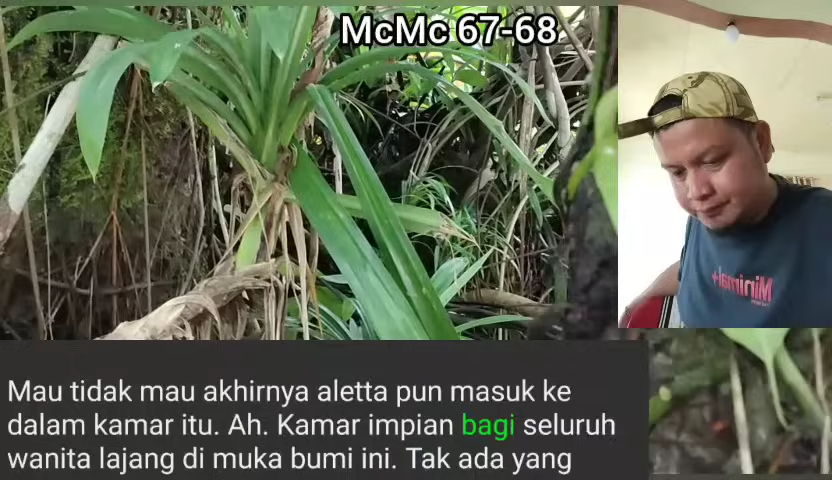 McMc 67-68
Minimal+
Mau tidak mau akhirnya aletta pun masuk ke
dalam kamar itu. Ah. Kamar impian bagi seluruh
wanita lajang di muka bumi ini. Tak ada yang